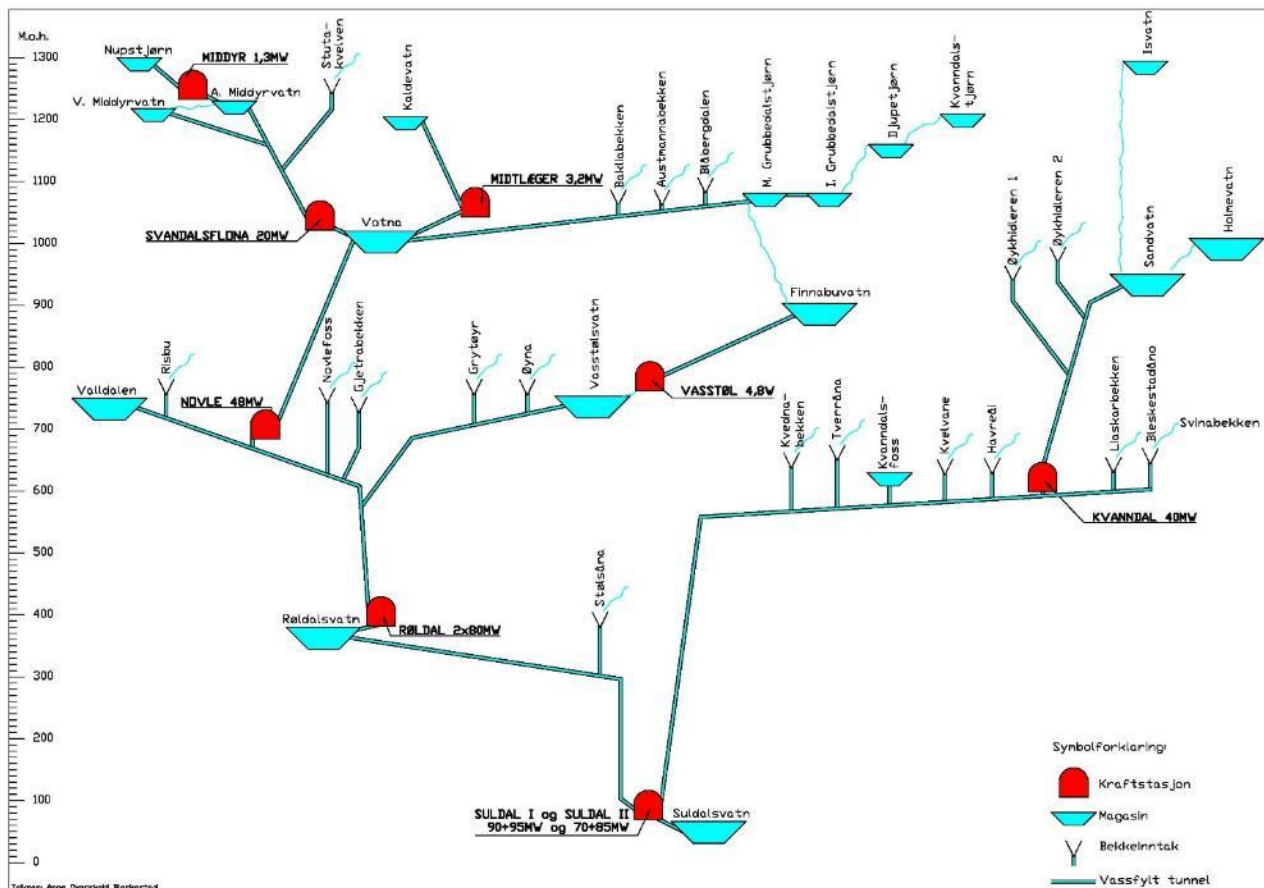 M.o.h.
1300
1200
1100
1000
900
800
700
600
500
400
300
200
100
0
Nupstjørn
MIDDYR 1,3MW
V. Middyrvatn
A. Middyrvatn
Stuta-
kvelven
Kaldevatn
SVANDALSFLONA 20MW
Vatna
MIDTLÆGER 3,2MW
Bakllabekken
Austmannabekken
Blåbergdalen
M. Grubbedalstjørn
I. Grubbedalstjørn
Djupetjørn
Kvanndals-
tjørn
Isvatn
Øykhidleren 1
Øykhidleren 2
Sandvatn
Holmevatn
Finnabuvatn
Valldalen
Risbu
NOVLE 48MW
Novlefoss
Gjetrabekken
Grytøyr
Øyna
Vasstølsvatn
VASSTØL 4,8W
Kvedna-
bekken
Tverråna
Kvanndals-
foss
Kvelvane
Havreåi
Liaskarbekken
Bleskestadåno
Svinabekken
KVANNDAL 40MW
Røldalsvatn
RØLDAL 2x80MW
Stølsåna
SULDAL I og SULDAL II
90+95MW og 70+85MW
Suldalsvatn
Symbolforklaring:
Kraftstasjon
Magasin
Bekkeinntak
Vassfylt tunnel